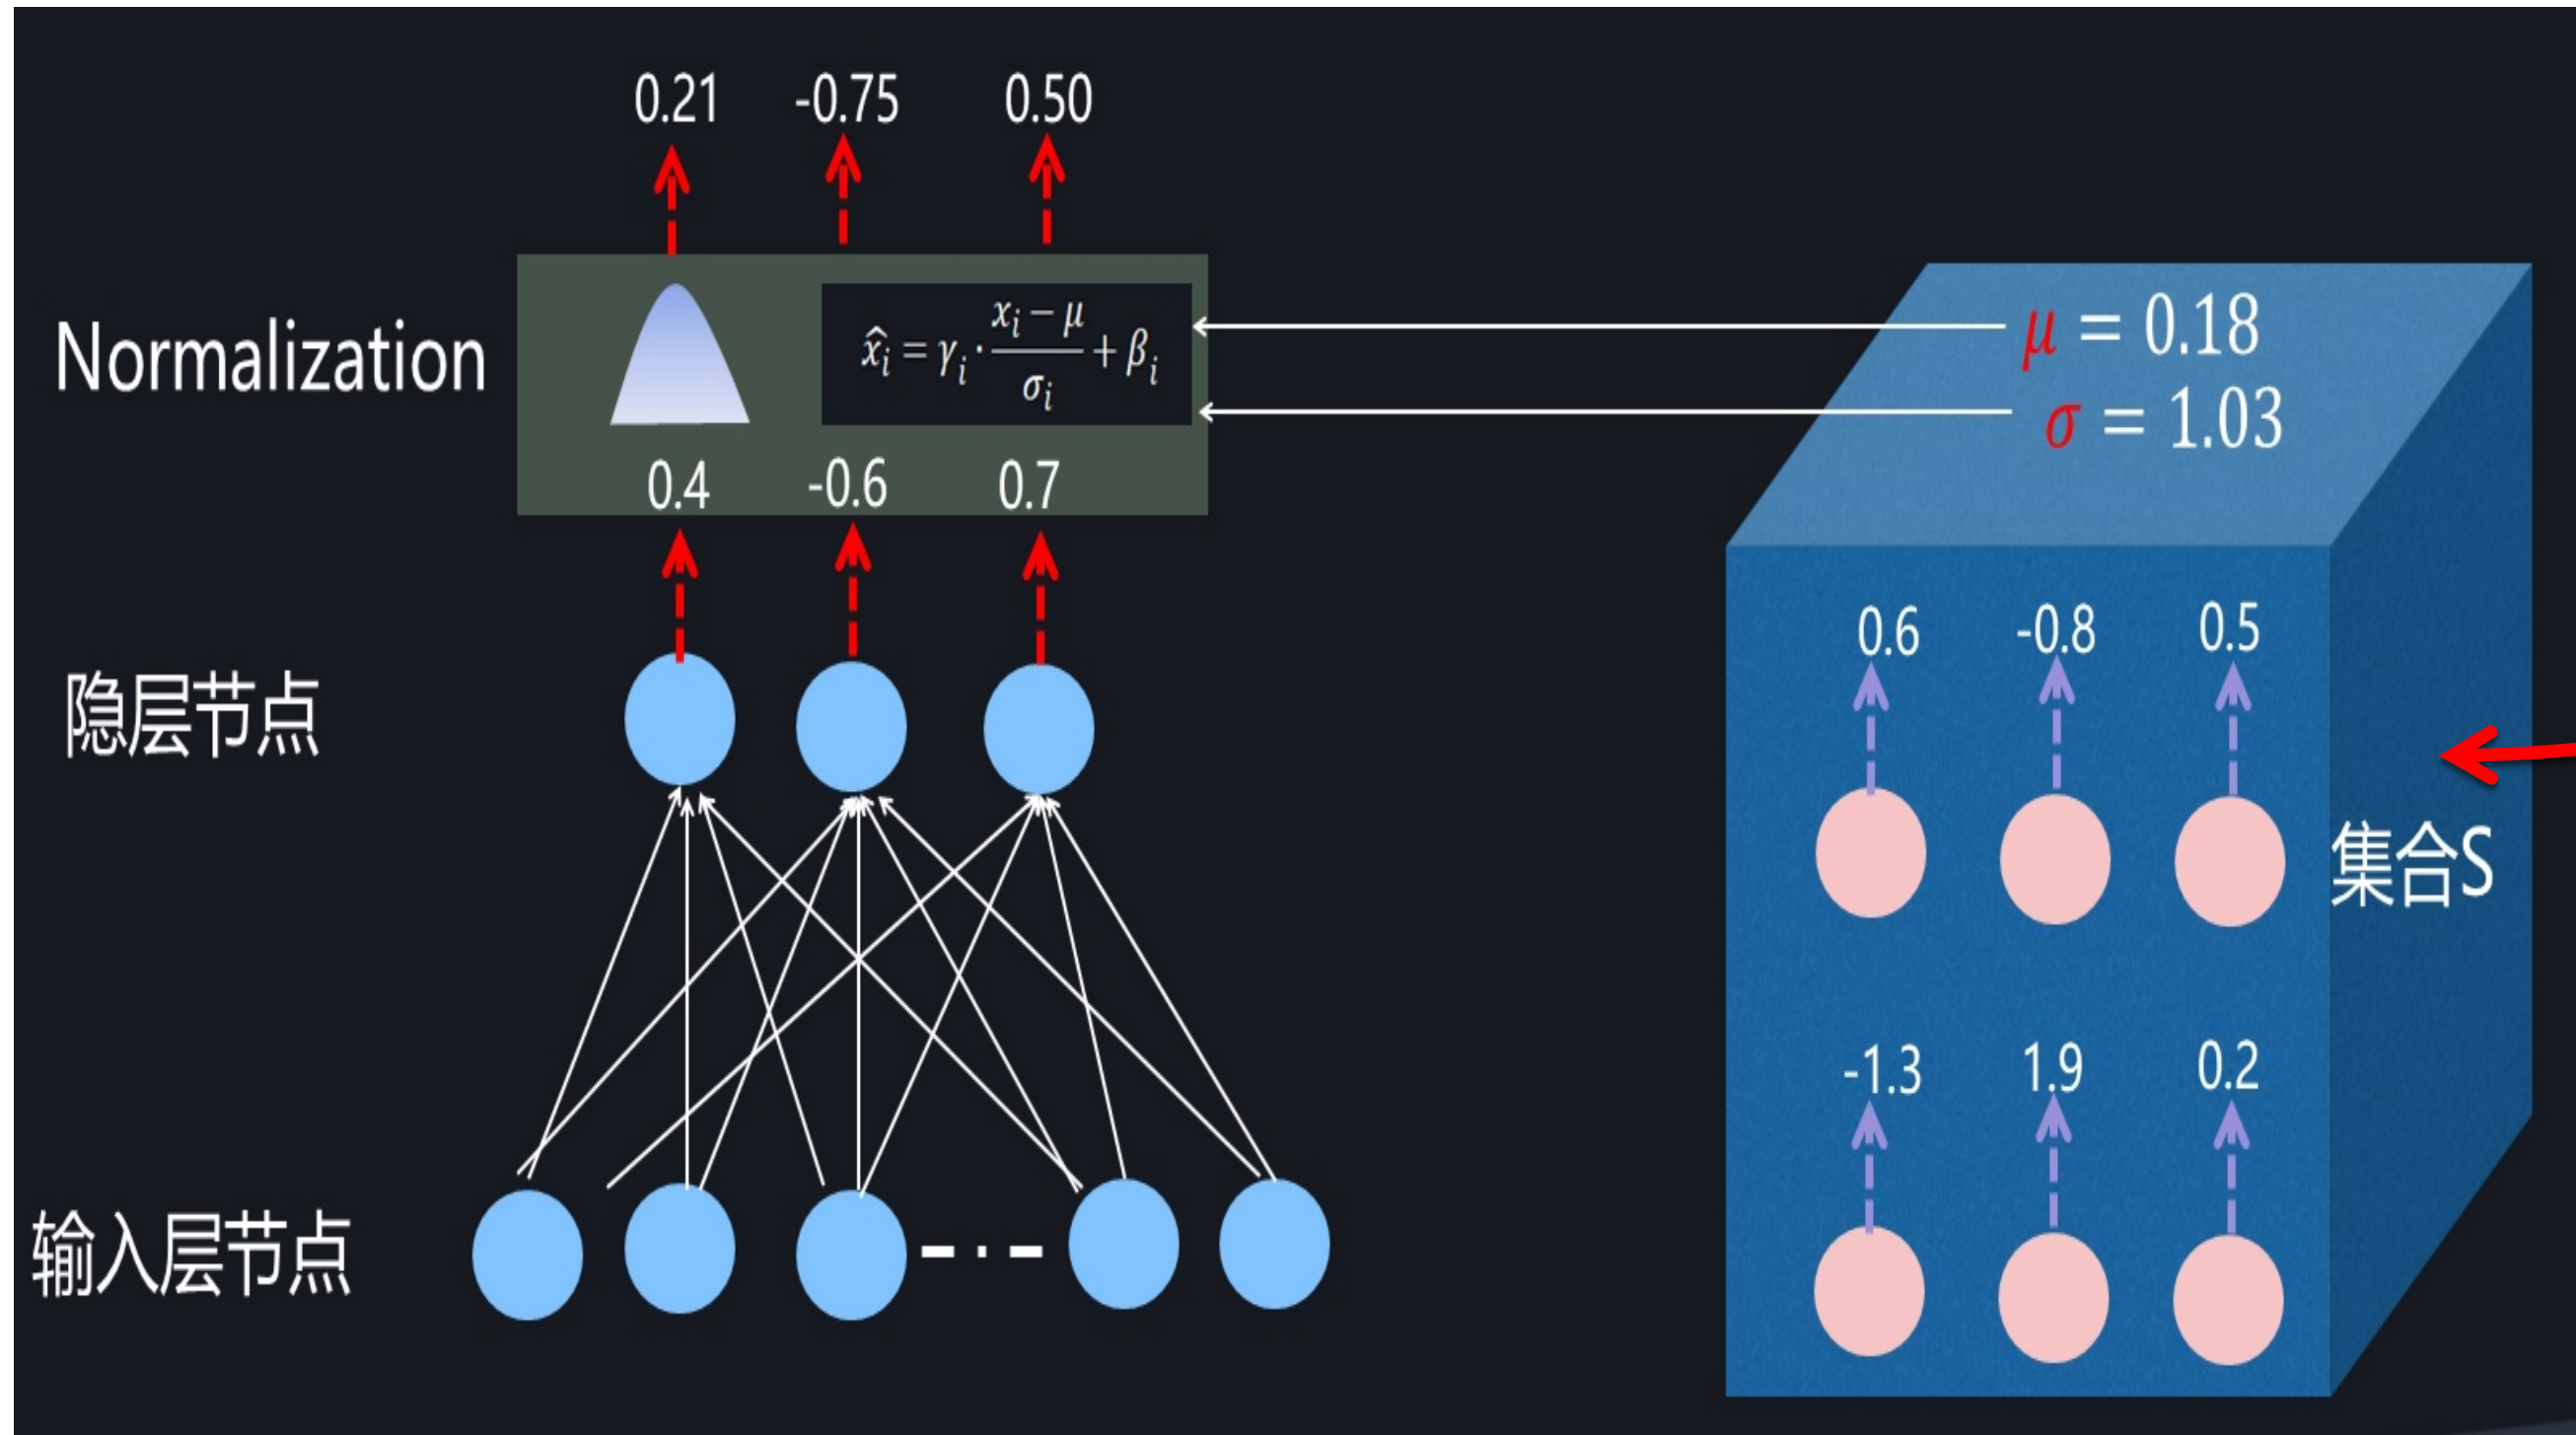 0.21 -0.75 0.50
Normalization
x̂ᵢ = γᵢ · (xᵢ − μ) / σᵢ + βᵢ
μ = 0.18
σ = 1.03
0.4 -0.6 0.7
0.6 -0.8 0.5
隐层节点
集合S
-1.3 1.9 0.2
输入层节点